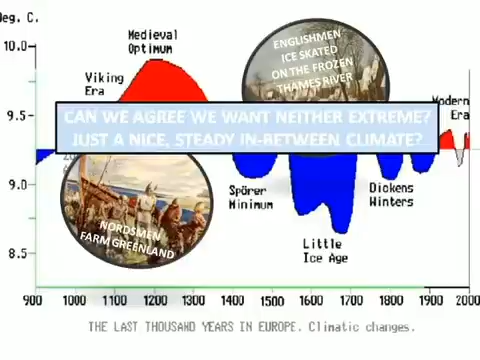 Deg. C.
10.0
9.5
9.0
8.5
Medieval
Optimum
Viking
Era
ENGLISHMEN
ICE SKATED
ON THE FROZEN
THAMES RIVER
Modern
Era
CAN WE AGREE WE WANT NEITHER EXTREME?
JUST A NICE, STEADY IN-BETWEEN CLIMATE?
NORDSMEN
FARM GREENLAND
Spörer
Minimum
Little
Ice Age
Dickens
Winters
900 1000 1100 1200 1300 1400 1500 1600 1700 1800 1900 2000
THE LAST THOUSAND YEARS IN EUROPE. Climatic changes.